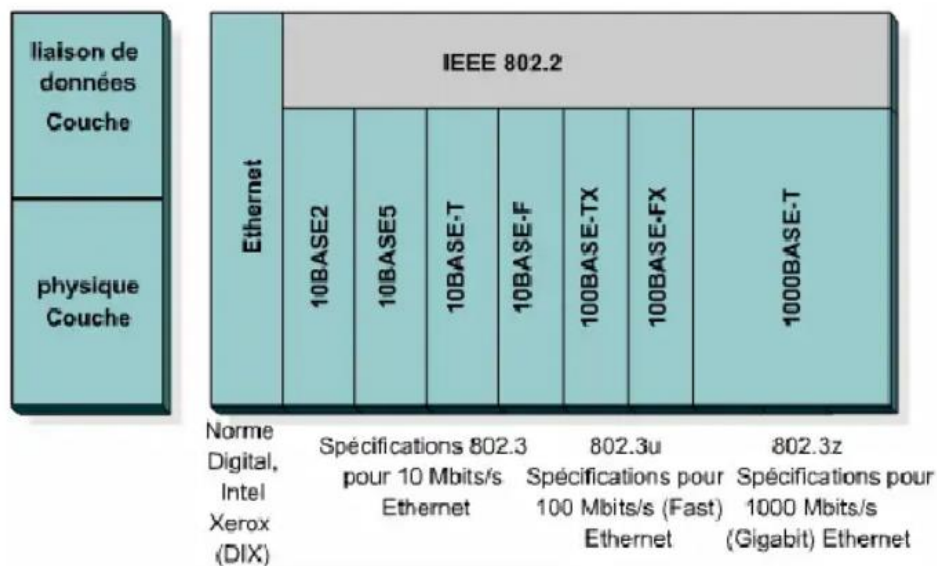 liaison de
données
Couche
physique
Couche
IEEE 802.2
Ethernet
10BASE2
10BASE5
10BASE-T
10BASE-F
100BASE-TX
100BASE-FX
1000BASE-T
Norme
Digital,
Intel
Xerox
(DIX)
Spécifications 802.3
pour 10 Mbits/s
Ethernet
802.3u
Spécifications pour
100 Mbits/s (Fast)
Ethernet
802.3z
Spécifications pour
1000 Mbits/s
(Gigabit) Ethernet